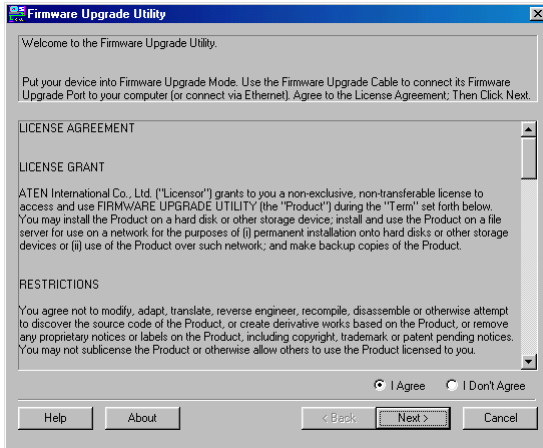 Firmware Upgrade Utility
Welcome to the Firmware Upgrade Utility.
Put your device into Firmware Upgrade Mode. Use the Firmware Upgrade Cable to connect its Firmware
Upgrade Port to your computer (or connect via Ethernet). Agree to the License Agreement; Then Click Next.
LICENSE AGREEMENT
LICENSE GRANT
ATEN International Co., Ltd. ("Licensor") grants to you a non-exclusive, non-transferable license to
access and use FIRMWARE UPGRADE UTILITY (the "Product") during the "Term" set forth below.
You may install the Product on a hard disk or other storage device; install and use the Product on a file
server for use on a network for the purposes of (i) permanent installation onto hard disks or other storage
devices or (ii) use of the Product over such network; and make backup copies of the Product.
RESTRICTIONS
You agree not to modify, adapt, translate, reverse engineer, recompile, disassemble or otherwise attempt
to discover the source code of the Product, or create derivative works based on the Product, or remove
any proprietary notices or labels on the Product, including copyright, trademark or patent pending notices.
You may not sublicense the Product or otherwise allow others to use the Product licensed to you.
I Agree I Don't Agree
Help About < Back Next > Cancel